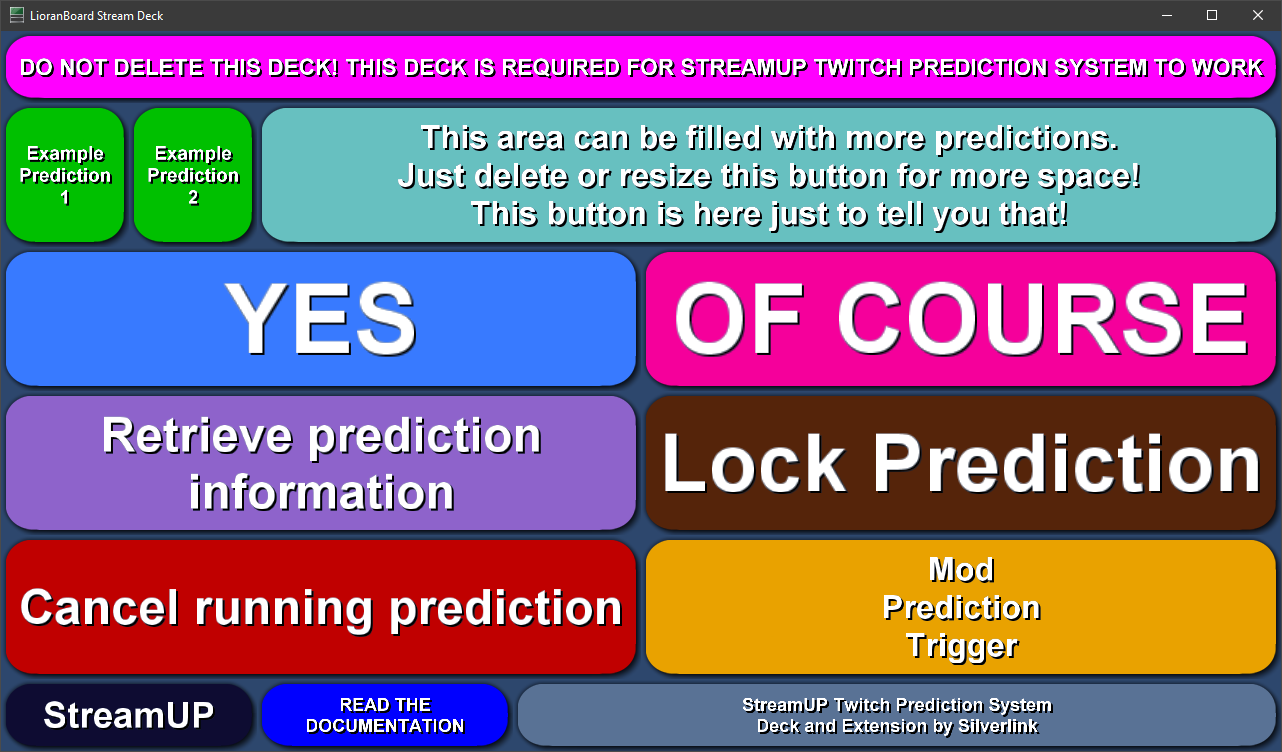 LioranBoard Stream Deck
DO NOT DELETE THIS DECK! THIS DECK IS REQUIRED FOR STREAMUP TWITCH PREDICTION SYSTEM TO WORK
Example
Prediction
1
Example
Prediction
2
This area can be filled with more predictions.
Just delete or resize this button for more space!
This button is here just to tell you that!
YES
OF COURSE
Retrieve prediction
information
Lock Prediction
Cancel running prediction
Mod
Prediction
Trigger
StreamUP
READ THE
DOCUMENTATION
StreamUP Twitch Prediction System
Deck and Extension by Silverlink